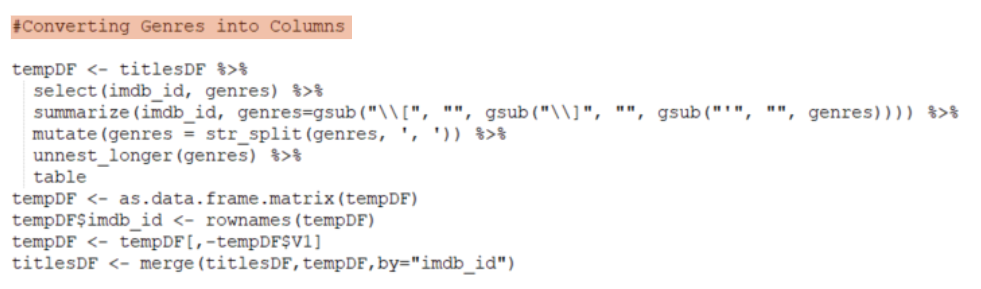 #Converting Genres into Columns
tempDF <- titlesDF %>%
select(imdb_id, genres) %>%
summarize(imdb_id, genres=gsub("\\[", "", gsub("\\]", "", gsub("'", "", genres)))) %>%
mutate(genres = str_split(genres, ', ')) %>%
unnest_longer(genres) %>%
table
tempDF <- as.data.frame.matrix(tempDF)
tempDF$imdb_id <- rownames(tempDF)
tempDF <- tempDF[,-tempDF$V1]
titlesDF <- merge(titlesDF,tempDF,by="imdb_id")